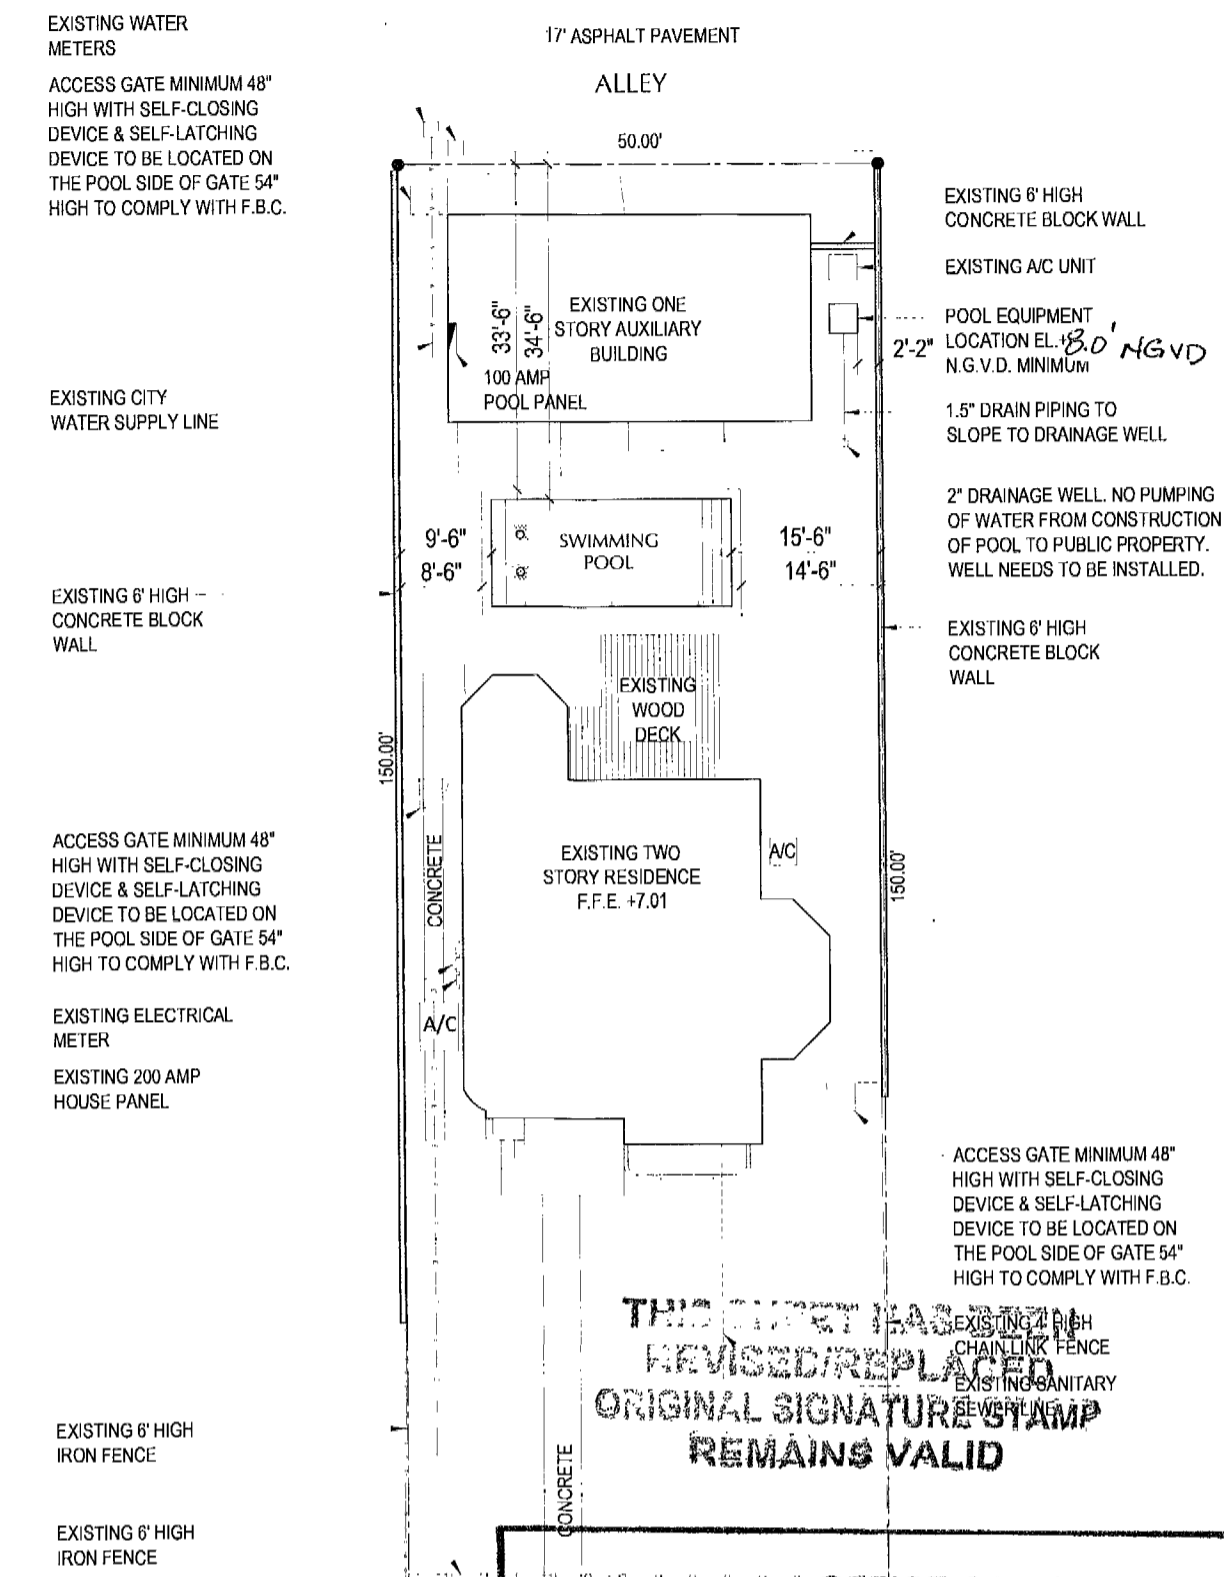 EXISTING WATER
METERS
17' ASPHALT PAVEMENT
ALLEY
ACCESS GATE MINIMUM 48"
HIGH WITH SELF-CLOSING
DEVICE & SELF-LATCHING
DEVICE TO BE LOCATED ON
THE POOL SIDE OF GATE 54"
HIGH TO COMPLY WITH F.B.C.
50.00'
EXISTING 6' HIGH
CONCRETE BLOCK WALL
EXISTING A/C UNIT
EXISTING ONE
STORY AUXILIARY
BUILDING
33'-6"
34'-6"
POOL EQUIPMENT
LOCATION EL.+8.0' NGVD
N.G.V.D. MINIMUM
2'-2"
100 AMP
POOL PANEL
EXISTING CITY
WATER SUPPLY LINE
1.5" DRAIN PIPING TO
SLOPE TO DRAINAGE WELL
2" DRAINAGE WELL. NO PUMPING
OF WATER FROM CONSTRUCTION
OF POOL TO PUBLIC PROPERTY.
WELL NEEDS TO BE INSTALLED.
9'-6"
8'-6"
SWIMMING
POOL
15'-6"
14'-6"
EXISTING 6' HIGH
CONCRETE BLOCK
WALL
EXISTING 6' HIGH
CONCRETE BLOCK
WALL
EXISTING
WOOD
DECK
150.00'
ACCESS GATE MINIMUM 48"
HIGH WITH SELF-CLOSING
DEVICE & SELF-LATCHING
DEVICE TO BE LOCATED ON
THE POOL SIDE OF GATE 54"
HIGH TO COMPLY WITH F.B.C.
CONCRETE
EXISTING TWO
STORY RESIDENCE
F.F.E. +7.01
A/C
150.00'
EXISTING ELECTRICAL
METER
A/C
EXISTING 200 AMP
HOUSE PANEL
ACCESS GATE MINIMUM 48"
HIGH WITH SELF-CLOSING
DEVICE & SELF-LATCHING
DEVICE TO BE LOCATED ON
THE POOL SIDE OF GATE 54"
HIGH TO COMPLY WITH F.B.C.
EXISTING 4' HIGH
CHAIN LINK FENCE
EXISTING SANITARY
SEWER LINE
THIS HAS BEEN
REVISED/REPLACED
ORIGINAL SIGNATURE STAMP
REMAINS VALID
EXISTING 6' HIGH
IRON FENCE
CONCRETE
EXISTING 6' HIGH
IRON FENCE